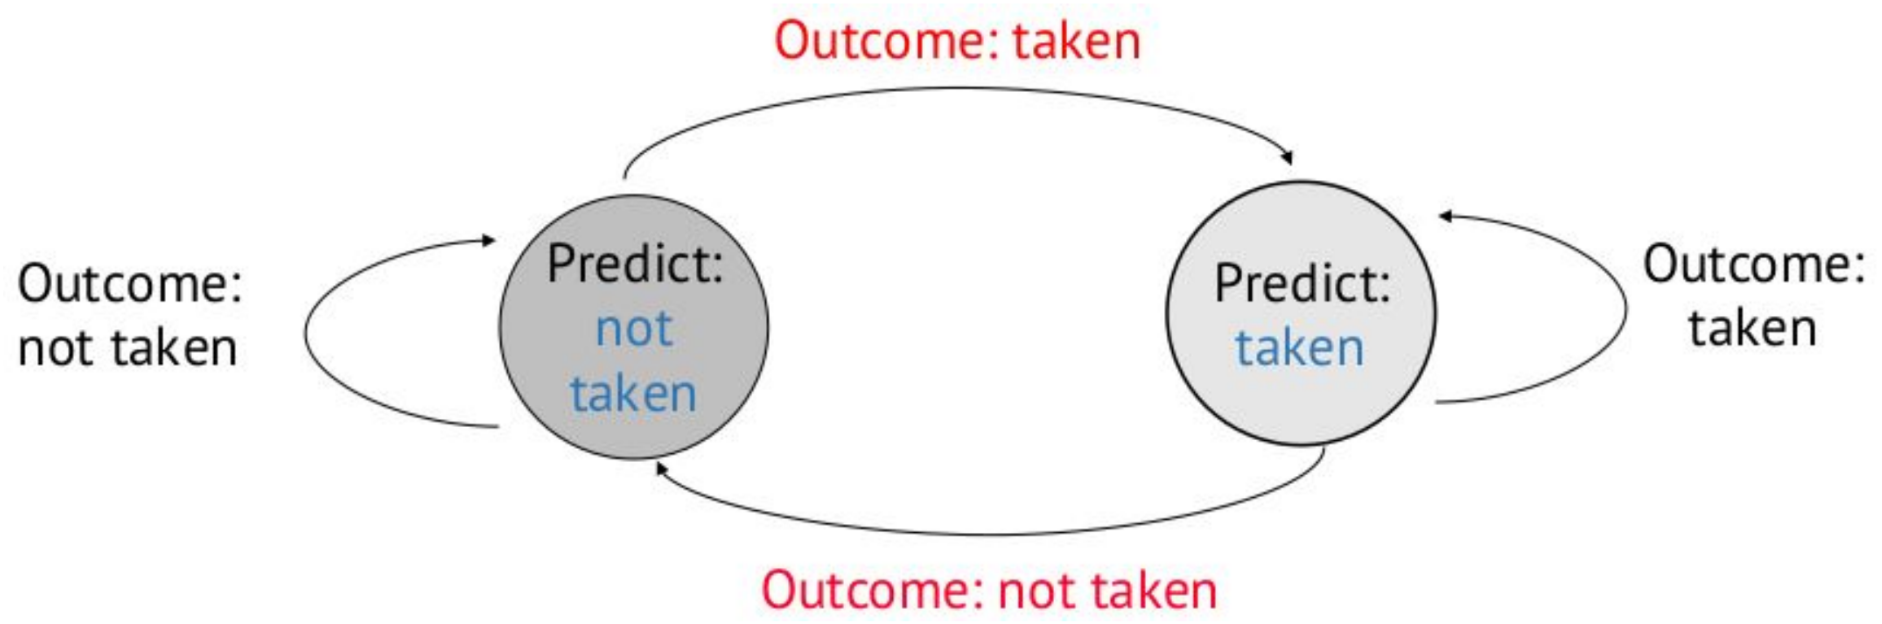 Outcome: taken
Outcome:
not taken
Predict:
not
taken
Predict:
taken
Outcome:
taken
Outcome: not taken